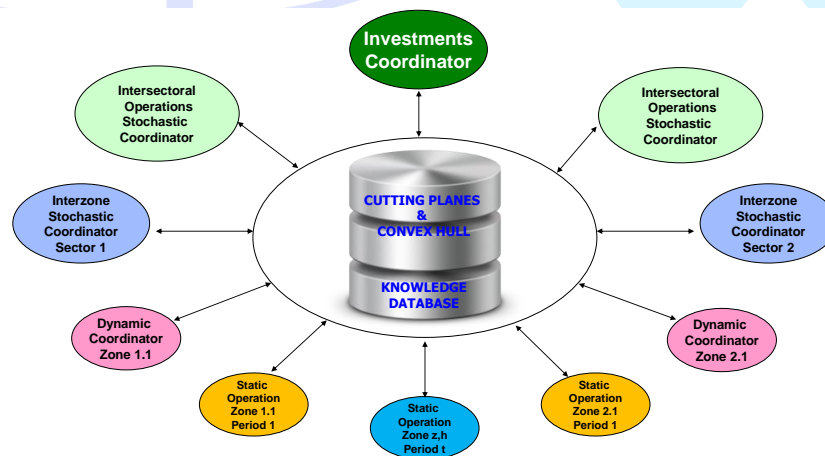 Investments
Coordinator
Intersectoral
Operations
Stochastic
Coordinator
Intersectoral
Operations
Stochastic
Coordinator
Interzone
Stochastic
Coordinator
Sector 1
CUTTING PLANES
&
CONVEX HULL
KNOWLEDGE
DATABASE
Interzone
Stochastic
Coordinator
Sector 2
Dynamic
Coordinator
Zone 1.1
Dynamic
Coordinator
Zone 2.1
Static
Operation
Zone 1.1
Period 1
Static
Operation
Zone z,h
Period t
Static
Operation
Zone 2.1
Period 1